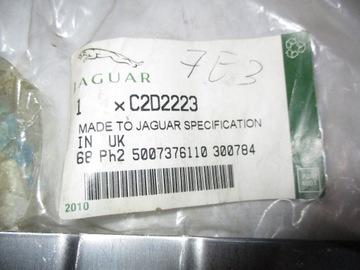 7E3
JAGUAR
1 x C2D2223
MADE TO JAGUAR SPECIFICATION
IN UK
68 Ph2 5007376110 300784
2010